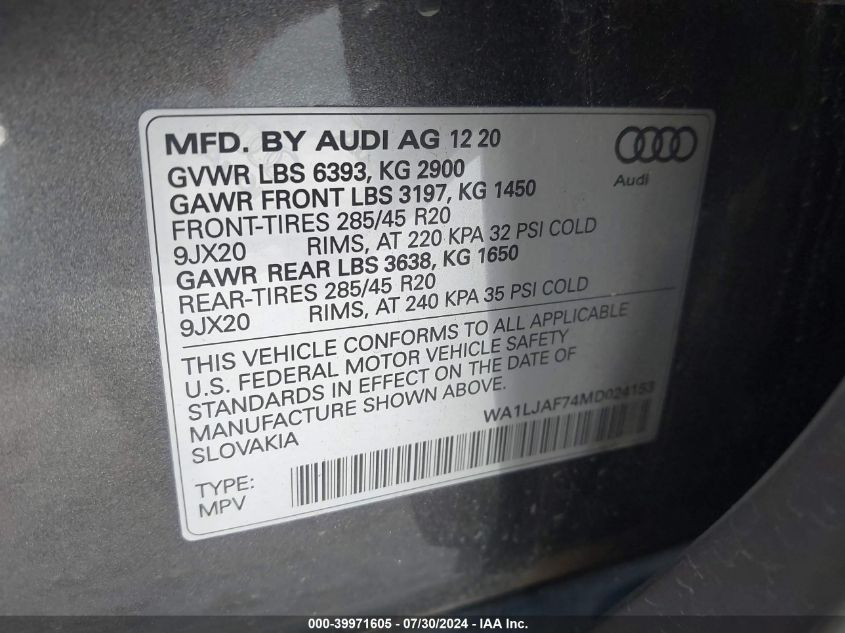 MFD. BY AUDI AG 12 20
GVWR LBS 6393, KG 2900
GAWR FRONT LBS 3197, KG 1450
FRONT-TIRES 285/45 R20
9JX20 RIMS, AT 220 KPA 32 PSI COLD
GAWR REAR LBS 3638, KG 1650
REAR-TIRES 285/45 R20
9JX20 RIMS, AT 240 KPA 35 PSI COLD
Audi
THIS VEHICLE CONFORMS TO ALL APPLICABLE
U.S. FEDERAL MOTOR VEHICLE SAFETY
STANDARDS IN EFFECT ON THE DATE OF
MANUFACTURE SHOWN ABOVE.
SLOVAKIA
WA1LJAF74MD024153
TYPE:
MPV
000-39971605 / 07/30/2024 - IAA Inc.